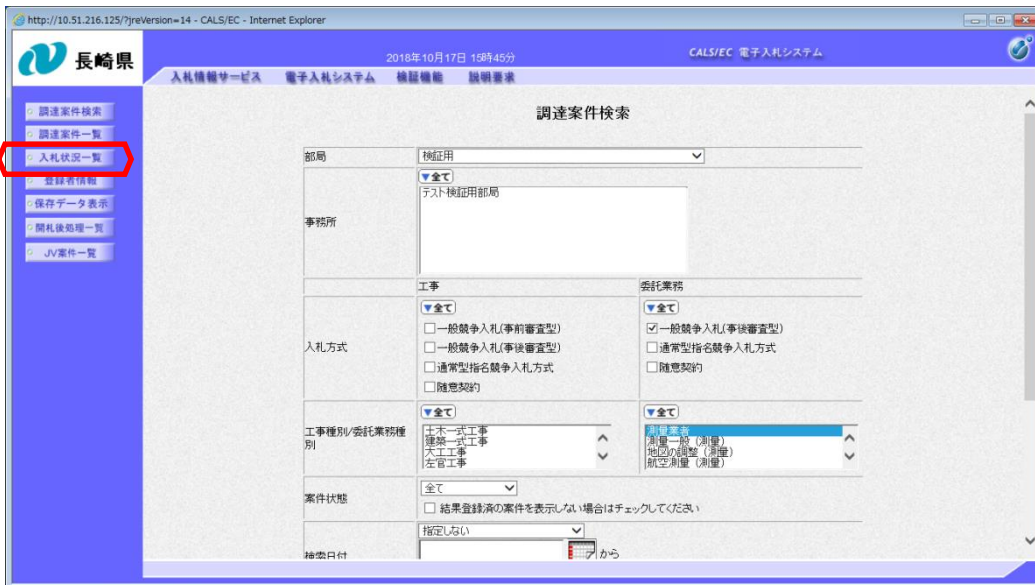 http://10.51.216.125/?jreVersion=14 - CALS/EC - Internet Explorer
長崎県
2018年10月17日 15時45分
CALS/EC 電子入札システム
入札情報サービス 電子入札システム 検証機能 説明要求
調達案件検索
調達案件一覧
入札状況一覧
登録者情報
保存データ表示
開札後処理一覧
JV案件一覧
調達案件検索
部局 検証用
▼全て
テスト検証用部局
事務所
工事 委託業務
▼全て ▼全て
入札方式
一般競争入札(事前審査型) 一般競争入札(事後審査型)
一般競争入札(事後審査型) 通常型指名競争入札方式
通常型指名競争入札方式 随意契約
随意契約
▼全て ▼全て
工事種別/委託業務種別
土木一式工事 測量業者
建築一式工事 測量一般（測量）
大工工事 地図の調整（測量）
左官工事 航空測量（測量）
案件状態 全て
結果登録済の案件を表示しない場合はチェックしてください
指定しない
検索日付 から